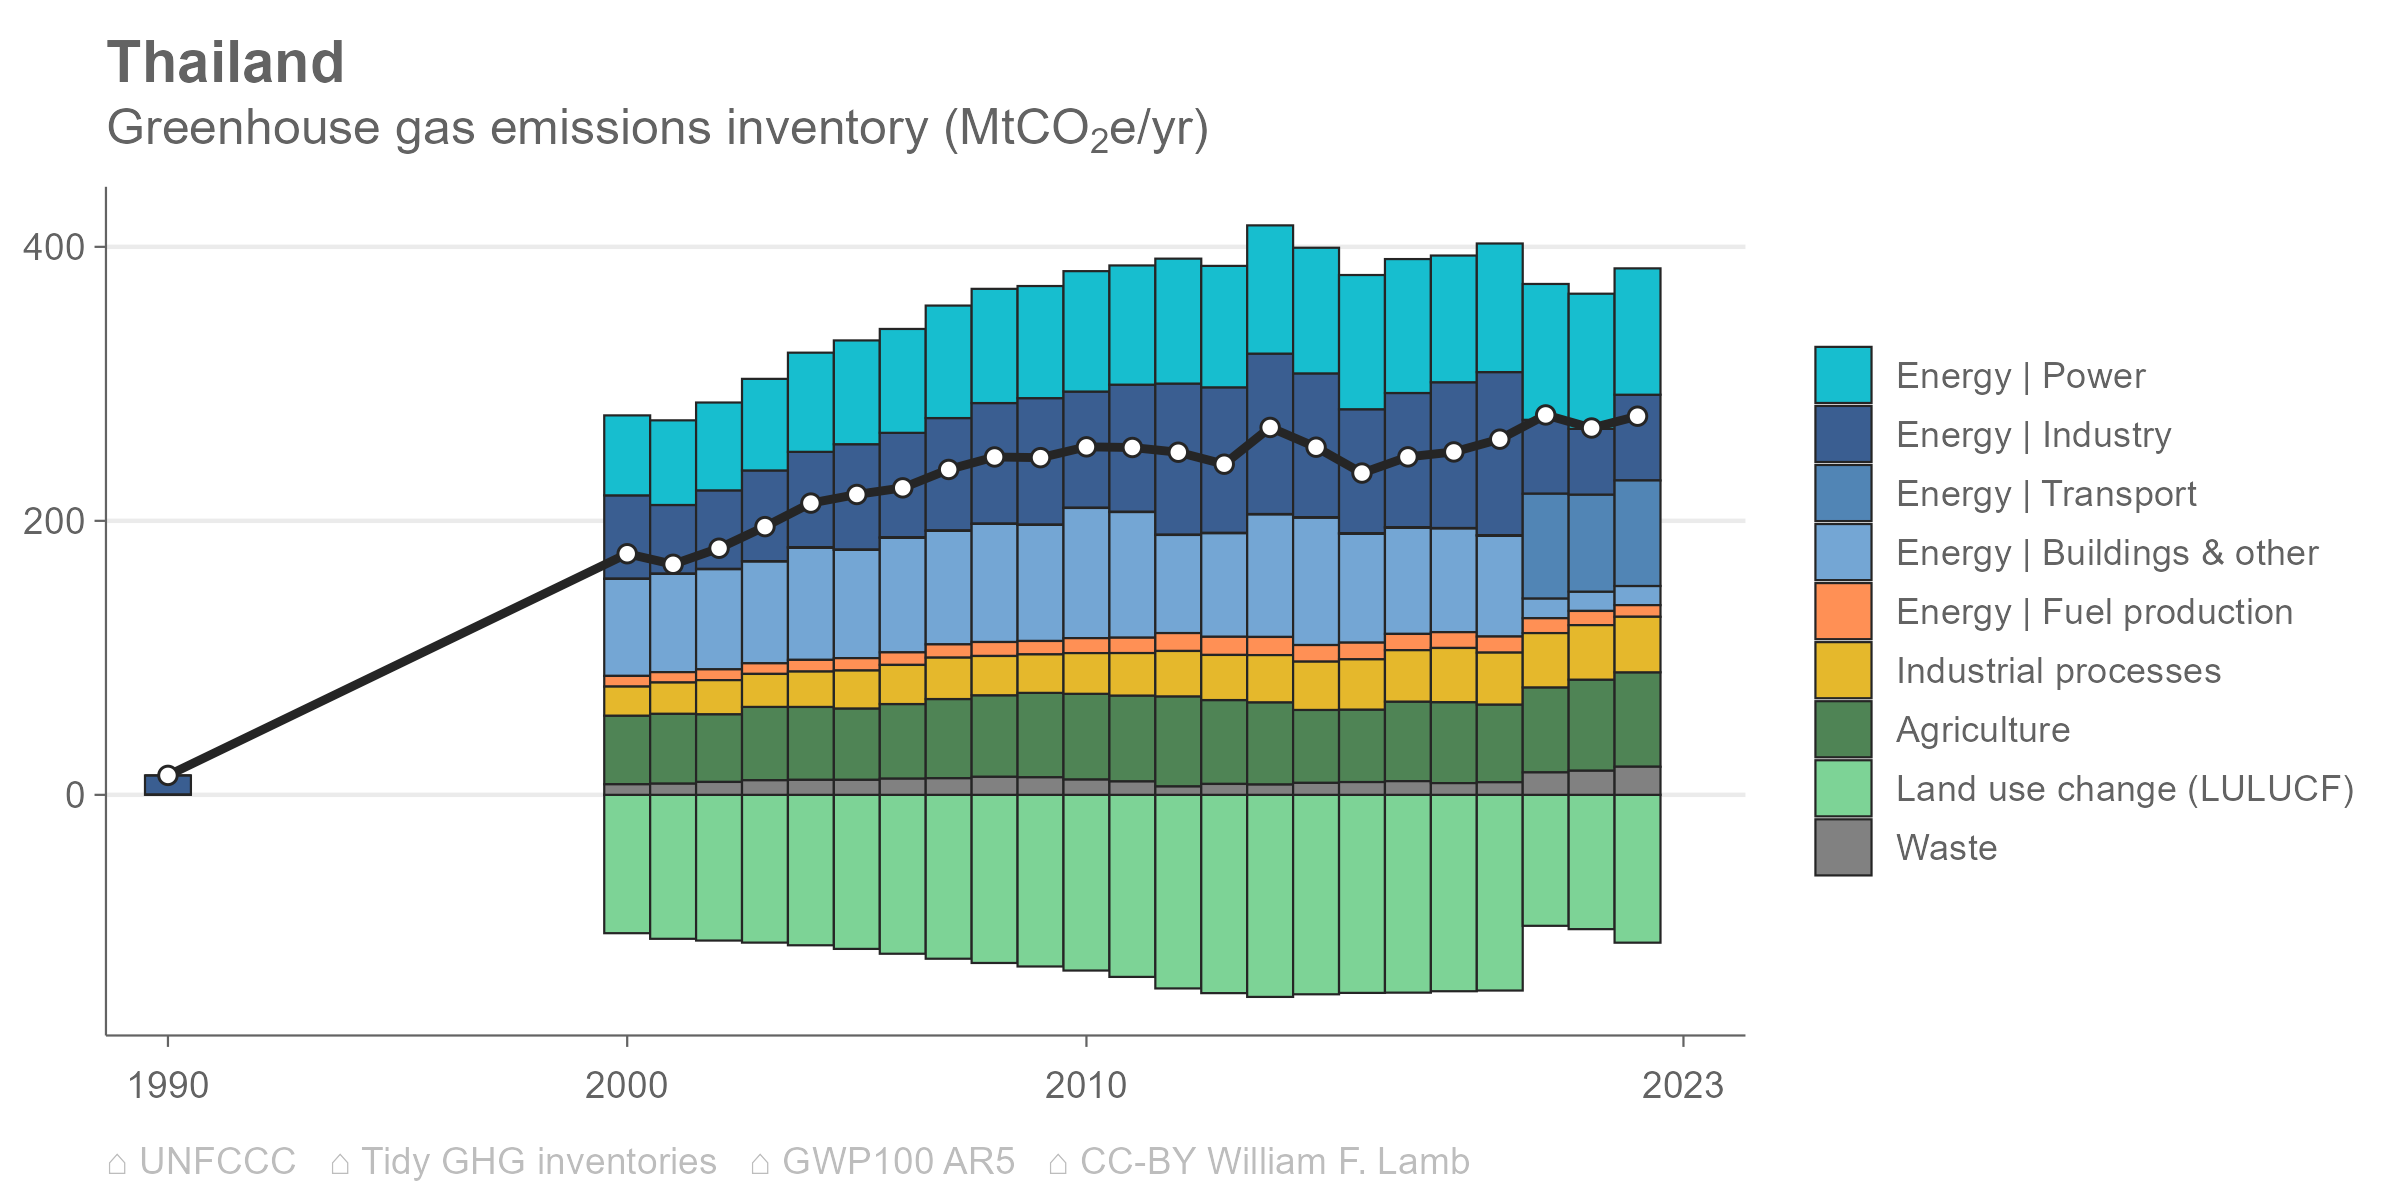 Thailand
Greenhouse gas emissions inventory (MtCO₂e/yr)
400
200
0
1990 2000 2010 2023
Energy | Power
Energy | Industry
Energy | Transport
Energy | Buildings & other
Energy | Fuel production
Industrial processes
Agriculture
Land use change (LULUCF)
Waste
⌂ UNFCCC ⌂ Tidy GHG inventories ⌂ GWP100 AR5 ⌂ CC-BY William F. Lamb